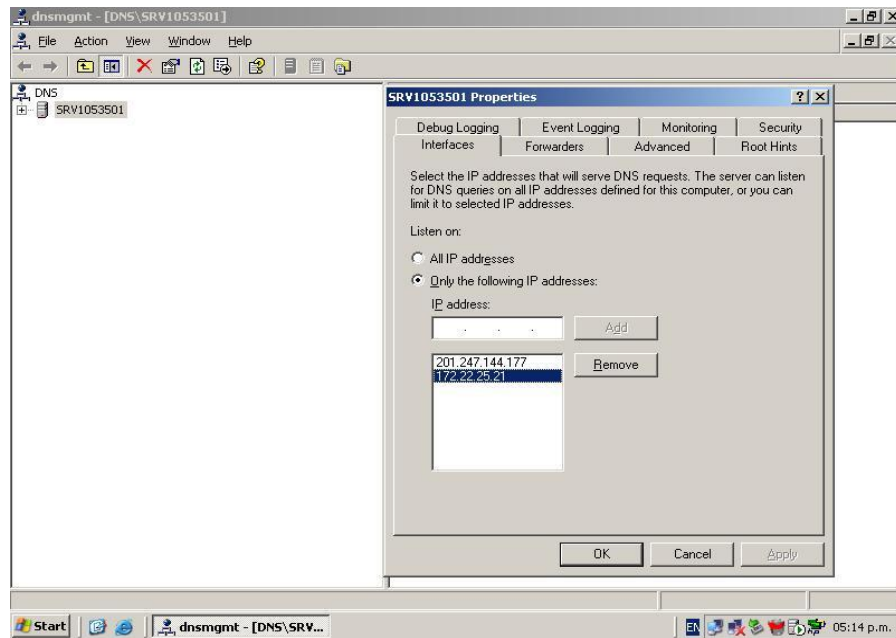 dnsmgmt - [DNS\SRV1053501]
File Action View Window Help
DNS
SRV1053501
SRV1053501 Properties
Debug Logging Event Logging Monitoring Security
Interfaces Forwarders Advanced Root Hints
Select the IP addresses that will serve DNS requests. The server can listen
for DNS queries on all IP addresses defined for this computer, or you can
limit it to selected IP addresses.
Listen on:
All IP addresses
Only the following IP addresses:
IP address:
. . .
Add
201.247.144.177
172.22.25.21
Remove
OK Cancel Apply
Start dnsmgmt - [DNS\SRV... EN 05:14 p.m.